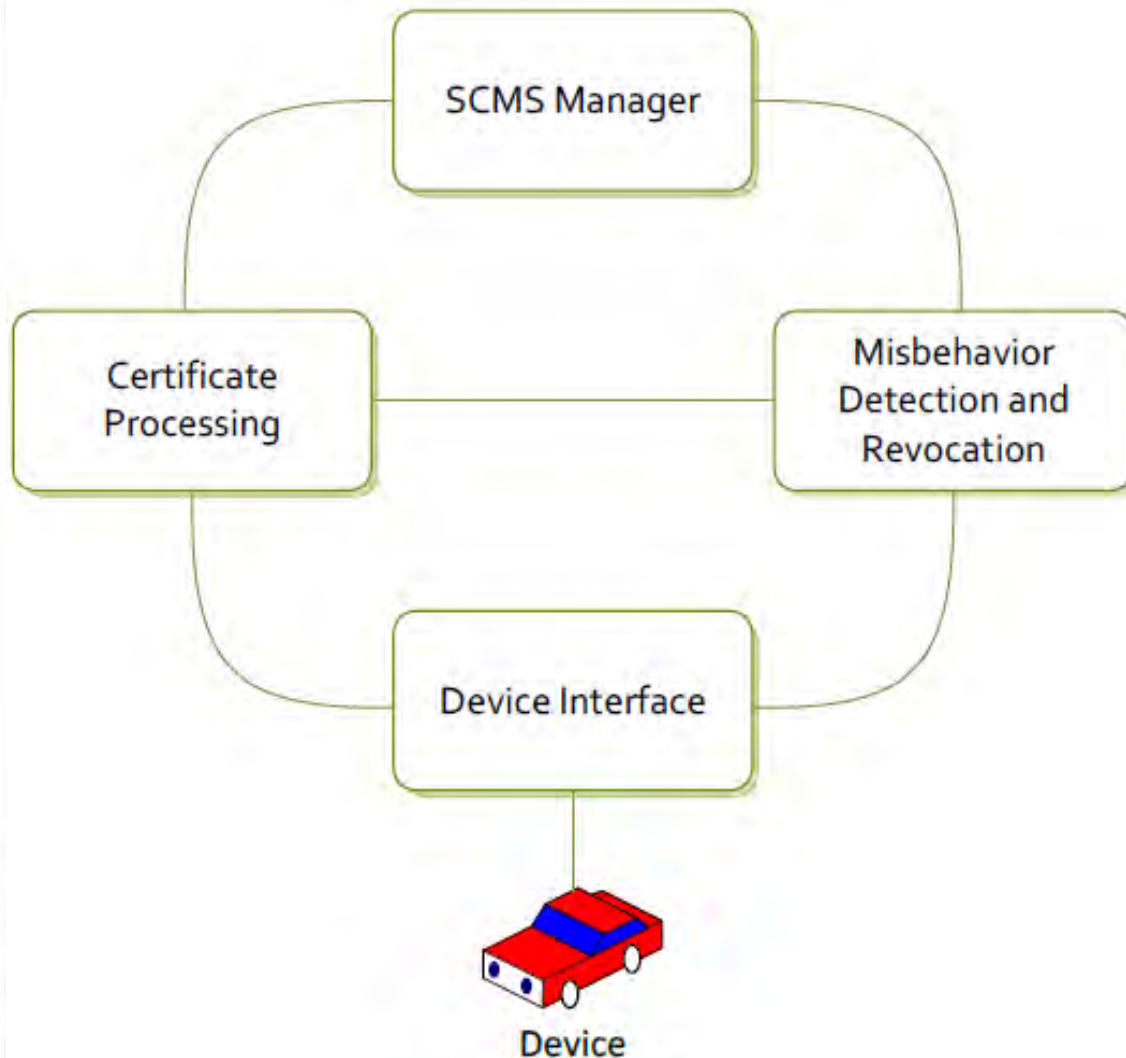 SCMS Manager
Certificate
Processing
Misbehavior
Detection and
Revocation
Device Interface
Device